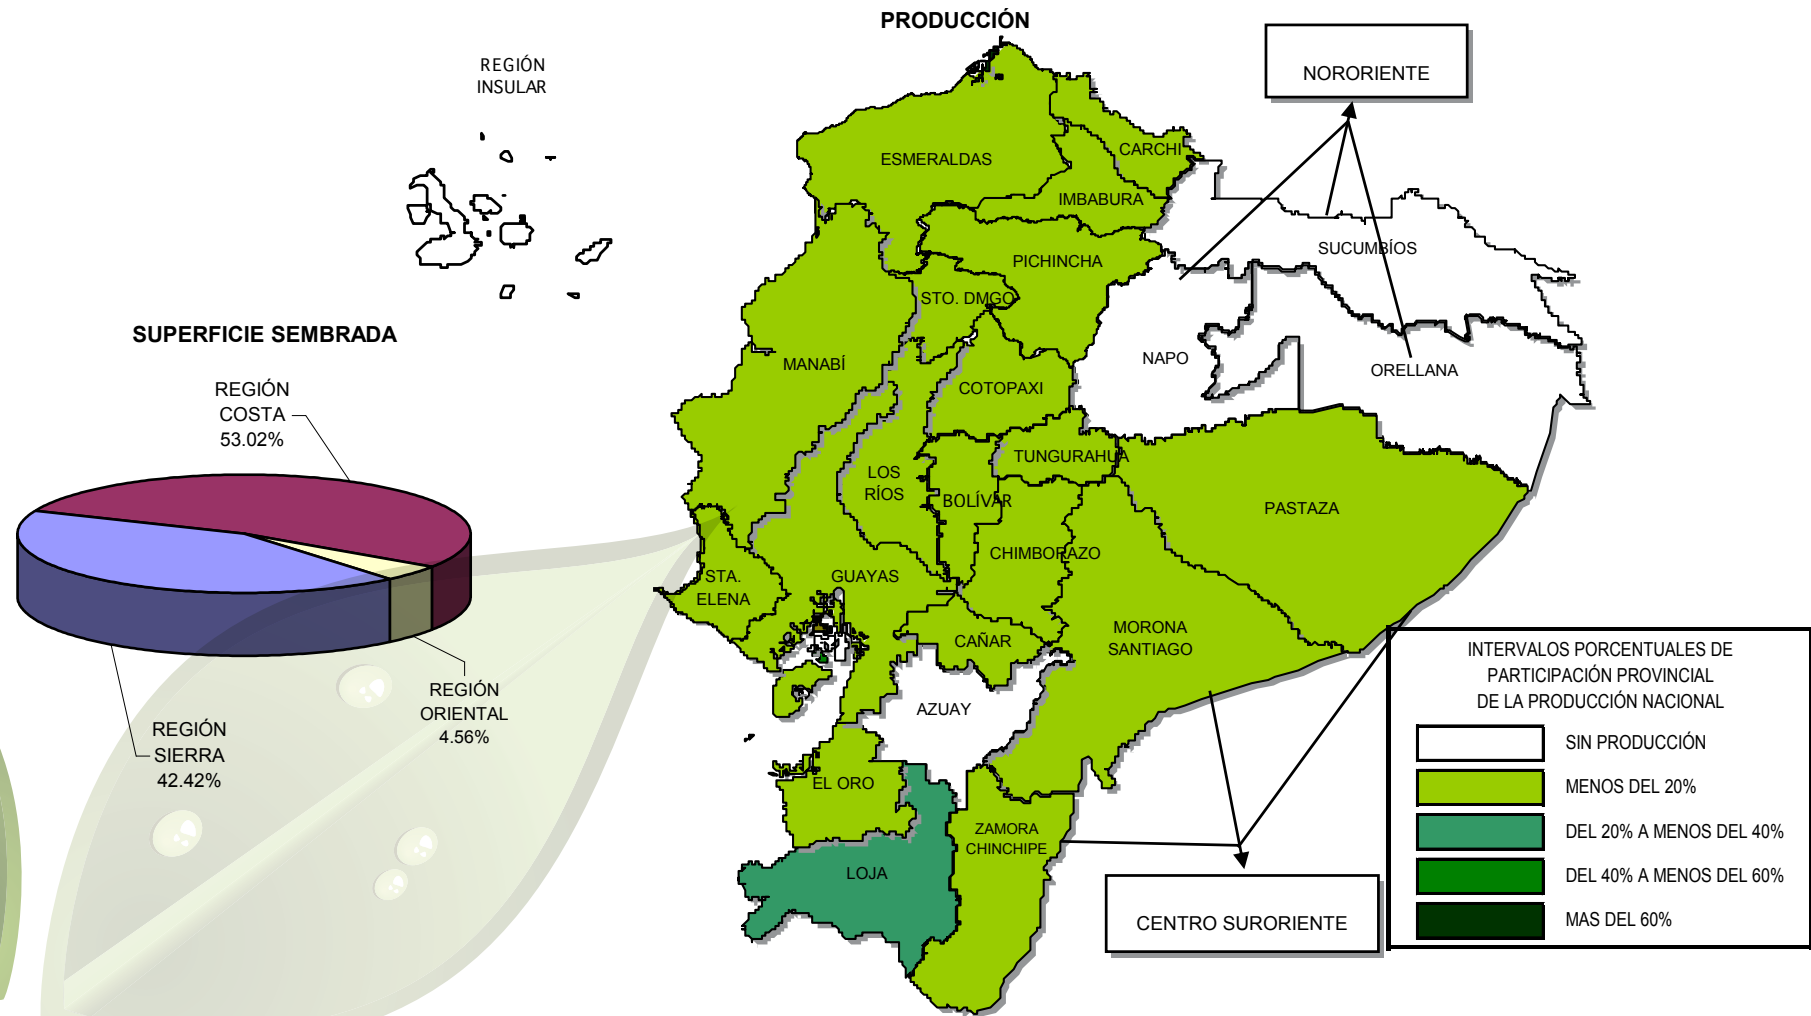 PRODUCCIÓN
REGIÓN
INSULAR
NORORIENTE
ESMERALDAS
CARCHI
IMBABURA
SUCUMBÍOS
PICHINCHA
STO. DMGO
NAPO
ORELLANA
MANABÍ
COTOPAXI
TUNGURAHUA
LOS
RÍOS
BOLÍVAR
PASTAZA
CHIMBORAZO
STA.
ELENA
GUAYAS
CAÑAR
MORONA
SANTIAGO
AZUAY
EL ORO
ZAMORA
CHINCHIPE
LOJA
CENTRO SURORIENTE
SUPERFICIE SEMBRADA
REGIÓN
COSTA
53.02%
REGIÓN
ORIENTAL
4.56%
REGIÓN
SIERRA
42.42%
INTERVALOS PORCENTUALES DE
PARTICIPACIÓN PROVINCIAL
DE LA PRODUCCIÓN NACIONAL
SIN PRODUCCIÓN
MENOS DEL 20%
DEL 20% A MENOS DEL 40%
DEL 40% A MENOS DEL 60%
MAS DEL 60%